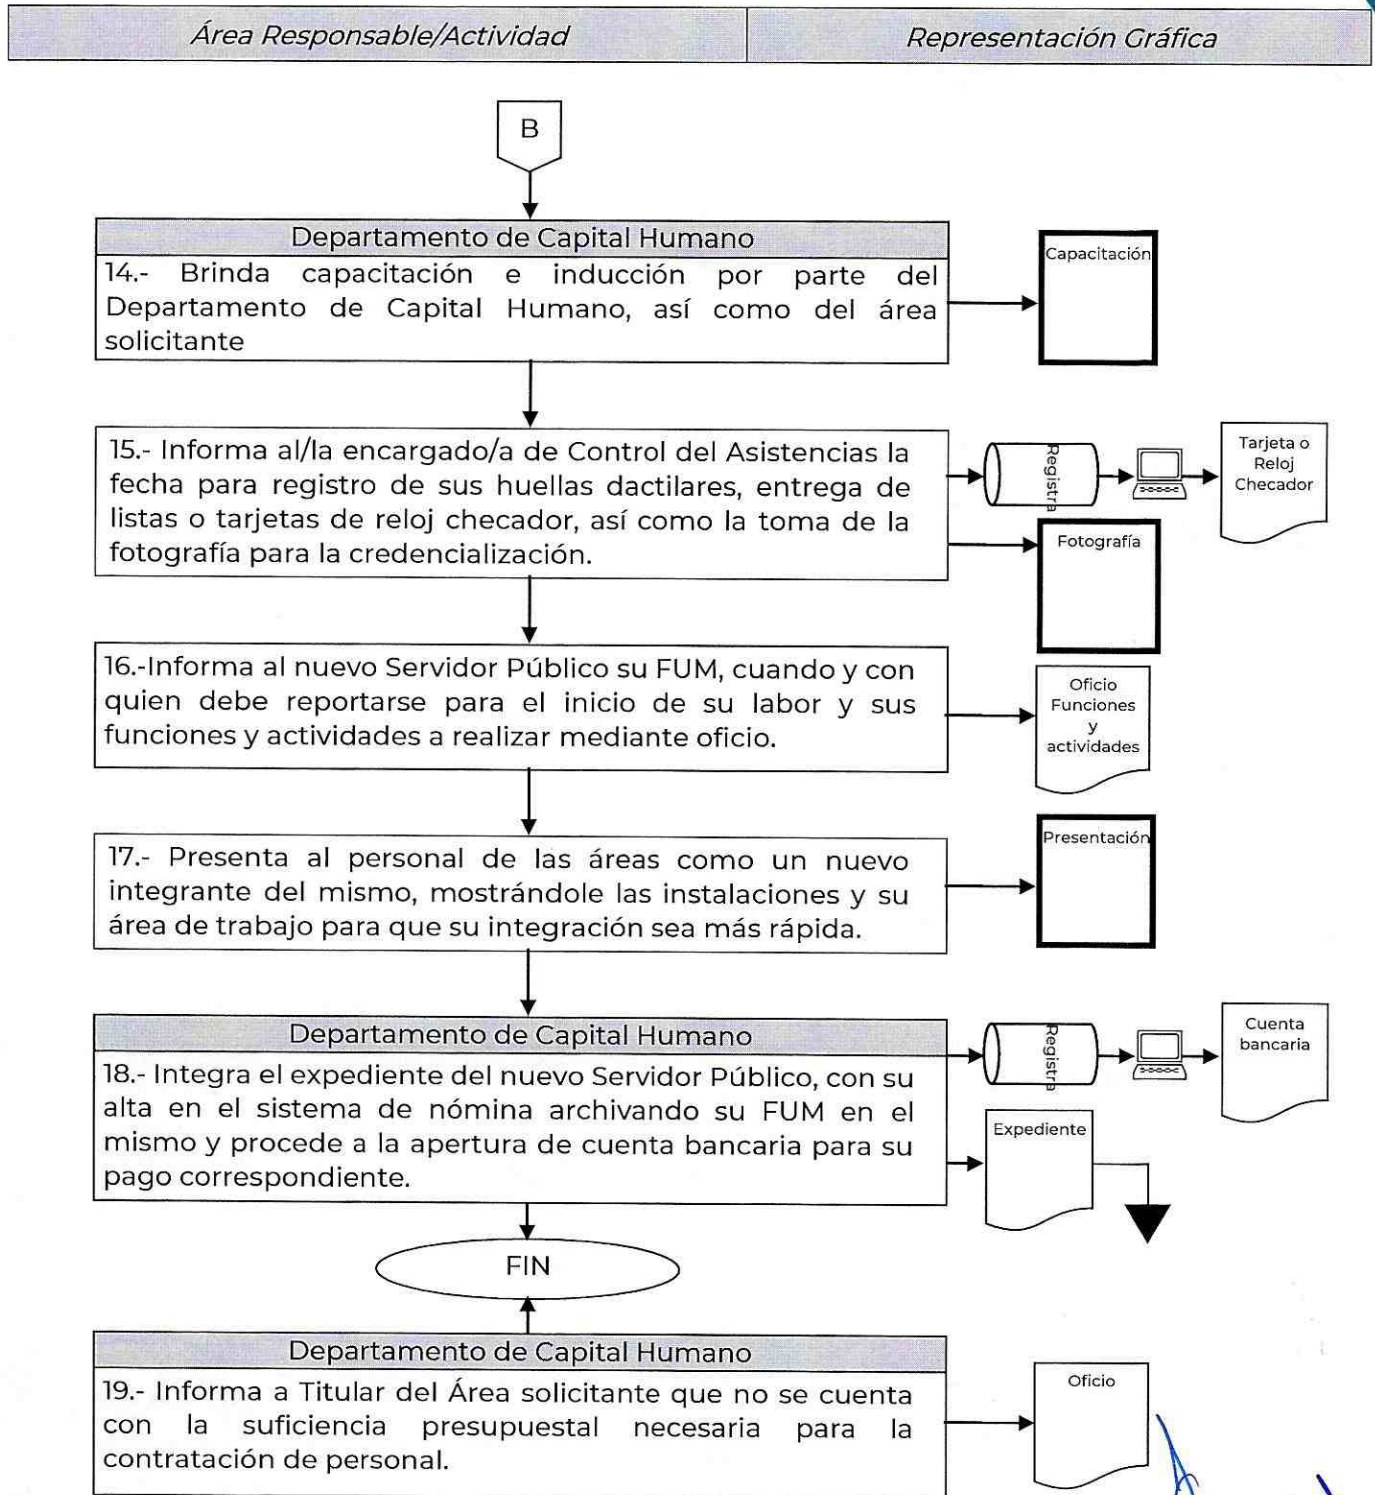 Área Responsable/Actividad
Representación Gráfica
B
Departamento de Capital Humano
14.- Brinda capacitación e inducción por parte del
Departamento de Capital Humano, así como del área
solicitante
Capacitación
15.- Informa al/la encargado/a de Control del Asistencias la
fecha para registro de sus huellas dactilares, entrega de
listas o tarjetas de reloj checador, así como la toma de la
fotografía para la credencialización.
Registra
Tarjeta o
Reloj
Checador
Fotografía
16.-Informa al nuevo Servidor Público su FUM, cuando y con
quien debe reportarse para el inicio de su labor y sus
funciones y actividades a realizar mediante oficio.
Oficio
Funciones
y
actividades
17.- Presenta al personal de las áreas como un nuevo
integrante del mismo, mostrándole las instalaciones y su
área de trabajo para que su integración sea más rápida.
Presentación
Departamento de Capital Humano
18.- Integra el expediente del nuevo Servidor Público, con su
alta en el sistema de nómina archivando su FUM en el
mismo y procede a la apertura de cuenta bancaria para su
pago correspondiente.
Registra
Cuenta
bancaria
Expediente
FIN
Departamento de Capital Humano
19.- Informa a Titular del Área solicitante que no se cuenta
con la suficiencia presupuestal necesaria para la
contratación de personal.
Oficio